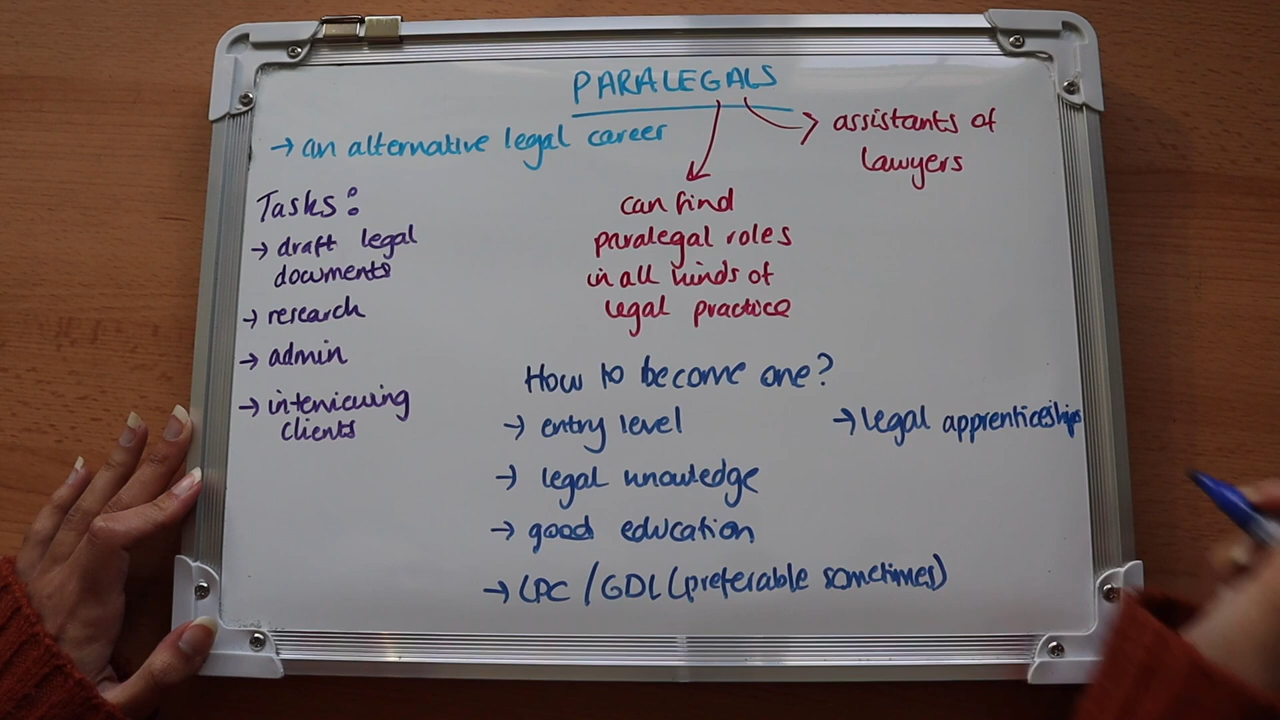 PARALEGALS
→ an alternative legal career
→ assistants of
lawyers
Tasks:
→ draft legal
documents
→ research
→ admin
→ interviewing
clients
can find
paralegal roles
in all kinds of
legal practice
How to become one?
→ entry level
→ legal knowledge
→ good education
→ LPC / GDL (preferable sometimes)
→ legal apprenticeships